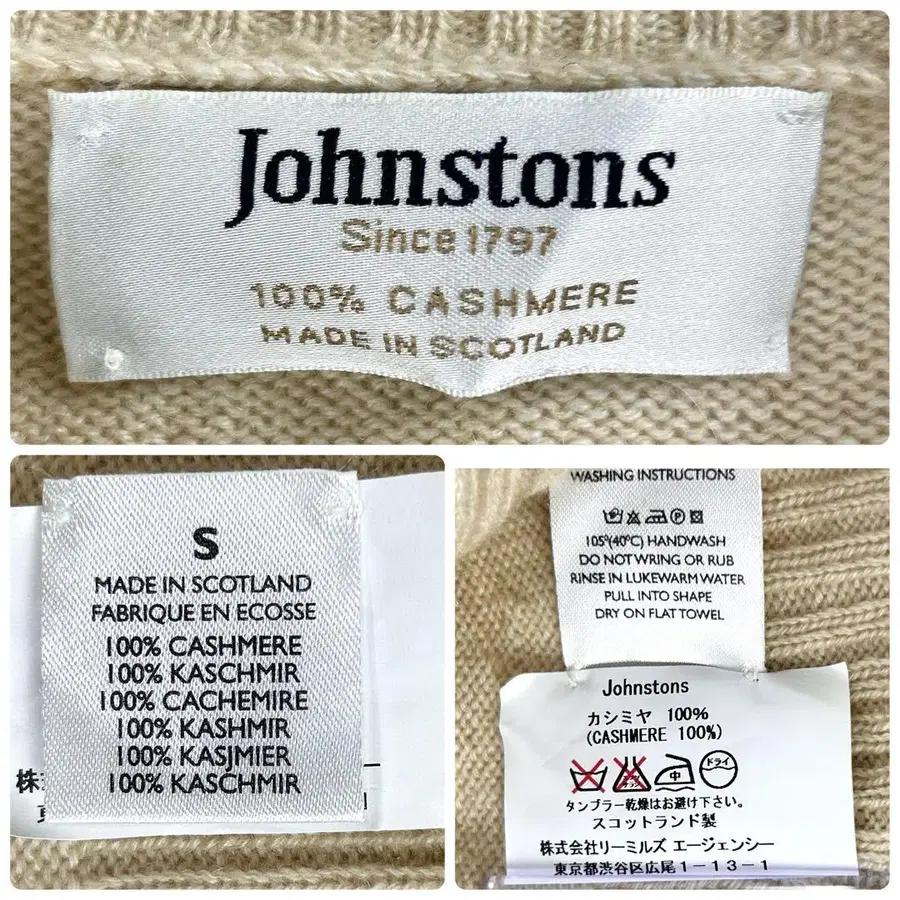 Johnstons
Since 1797
100% CASHMERE
MADE IN SCOTLAND
S
MADE IN SCOTLAND
FABRIQUE EN ECOSSE
100% CASHMERE
100% KASCHMIR
100% CACHEMIRE
100% KASHMIR
100% KASJMIER
100% KASCHMIR
株
WASHING INSTRUCTIONS
105°(40°C) HANDWASH
DO NOT WRING OR RUB
RINSE IN LUKEWARM WATER
PULL INTO SHAPE
DRY ON FLAT TOWEL
Johnstons
カシミヤ 100%
(CASHMERE 100%)
中 ドライ
タンブラー乾燥はお避け下さい。
スコットランド製
株式会社リーミルズ エージェンシー
東京都渋谷区広尾1-13-1